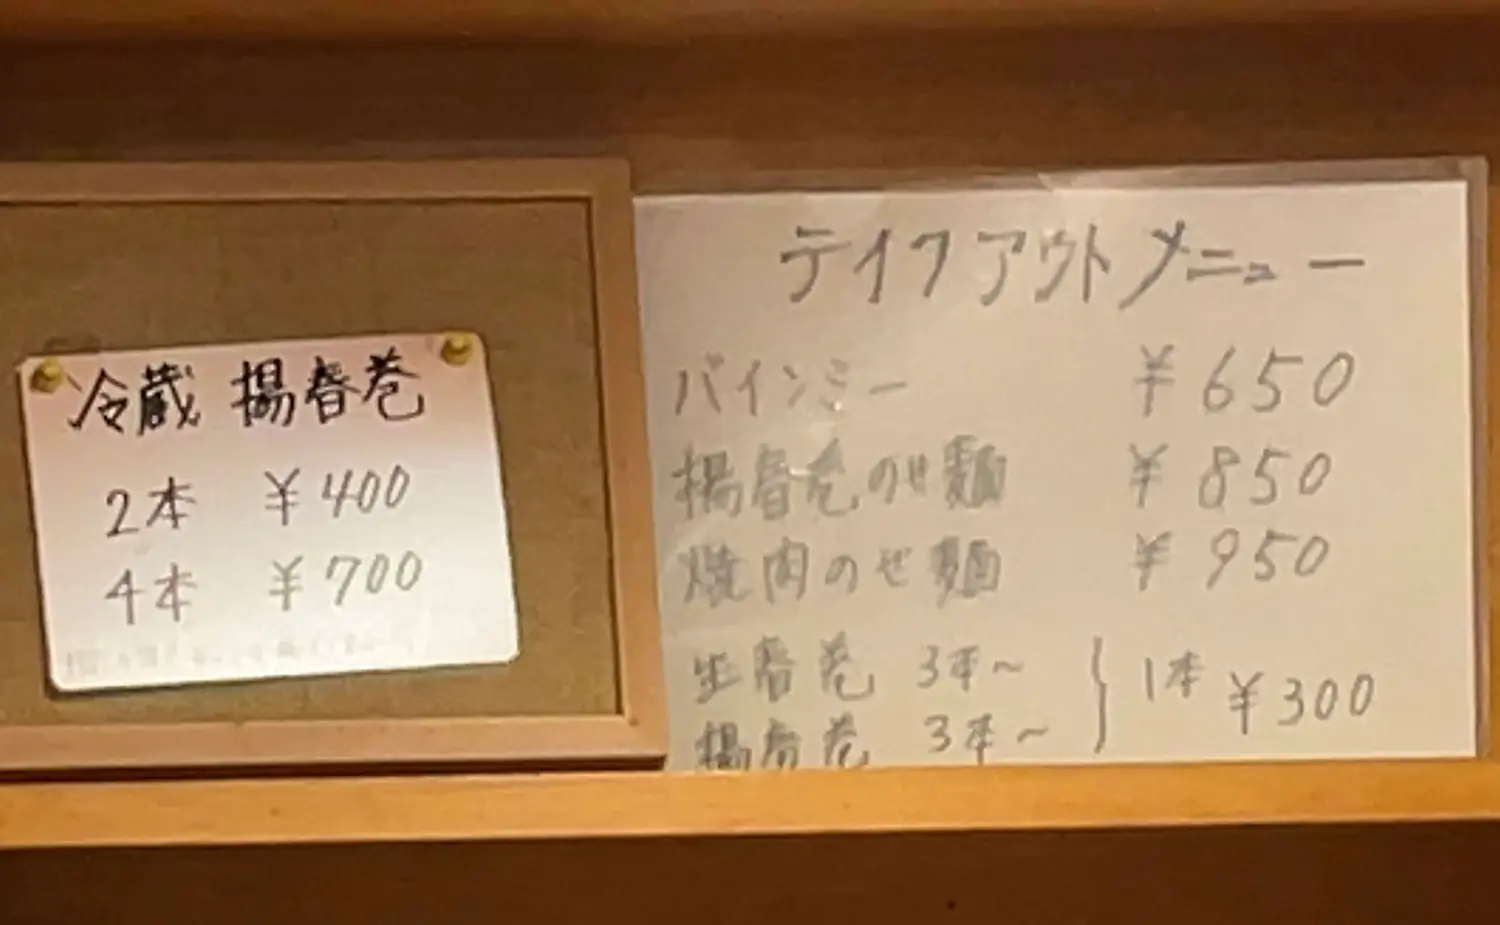 冷蔵 揚春巻
2本 ¥400
4本 ¥700
テイクアウトメニュー
バインミー ¥650
揚春巻のせ麺 ¥850
焼肉のせ麺 ¥950
生春巻 3本~
揚春巻 3本~
1本 ¥300